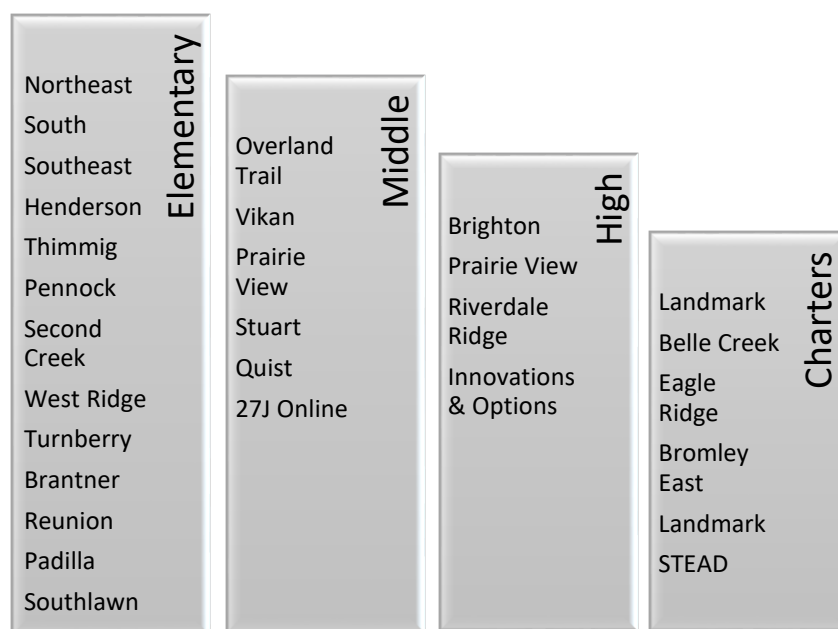 Elementary
Northeast
South
Southeast
Henderson
Thimmig
Pennock
Second
Creek
West Ridge
Turnberry
Brantner
Reunion
Padilla
Southlawn
Middle
Overland
Trail
Vikan
Prairie
View
Stuart
Quist
27J Online
High
Brighton
Prairie View
Riverdale
Ridge
Innovations
& Options
Charters
Landmark
Belle Creek
Eagle
Ridge
Bromley
East
Landmark
STEAD